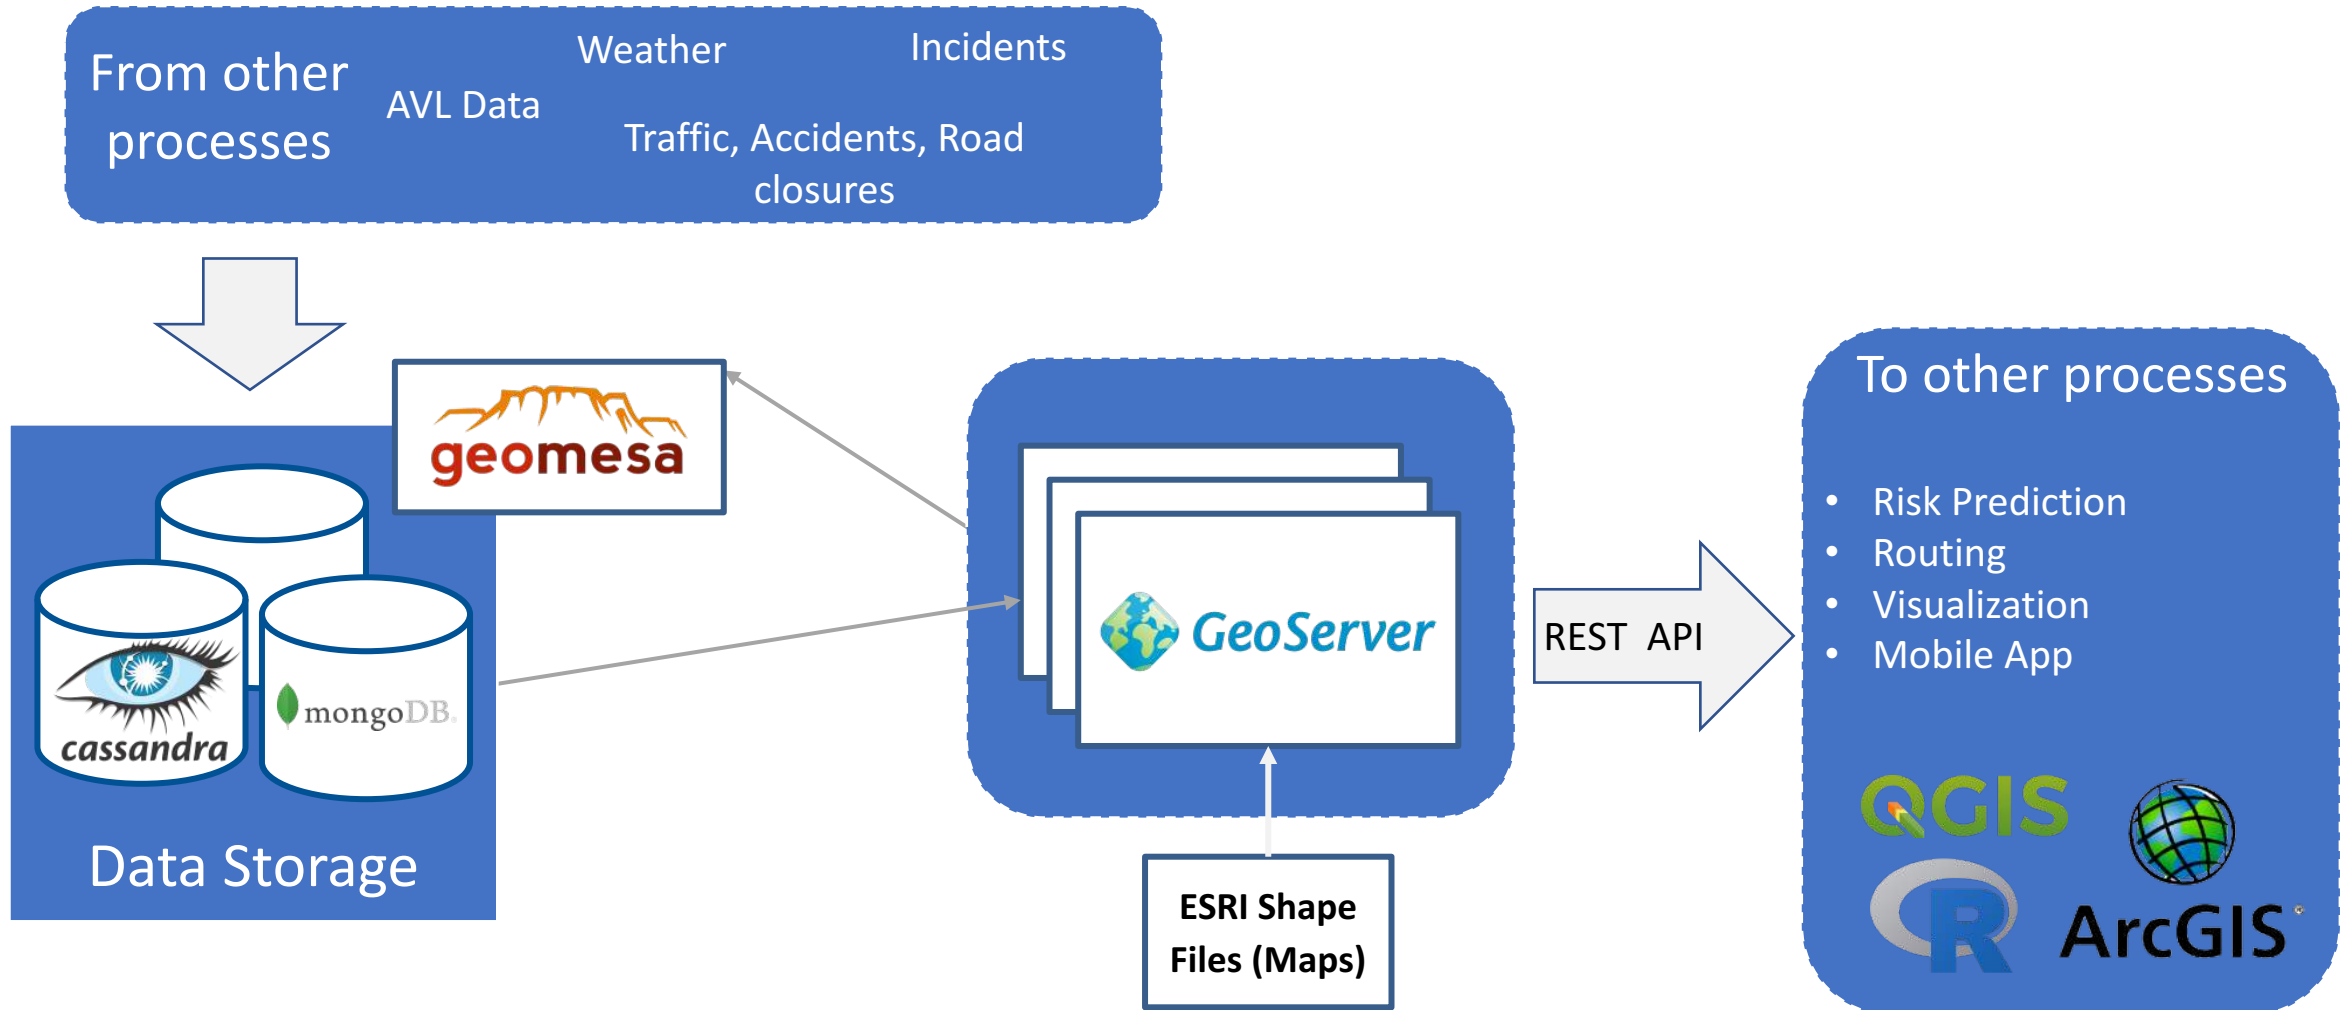 From other
processes
AVL Data
Weather
Incidents
Traffic, Accidents, Road
closures
geomesa
cassandra
mongoDB
Data Storage
GeoServer
ESRI Shape
Files (Maps)
REST API
To other processes
• Risk Prediction
• Routing
• Visualization
• Mobile App
QGIS
R
ArcGIS